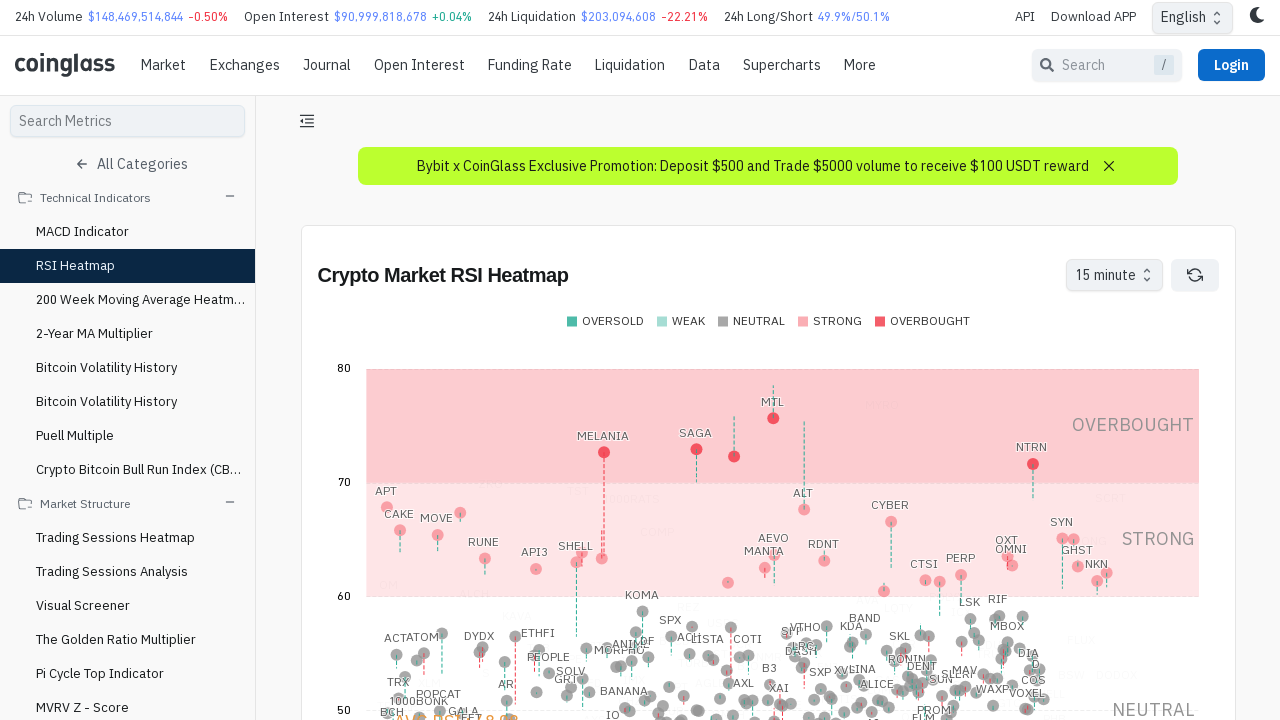 24h Volume $148,469,514,844 -0.50% Open Interest $90,999,818,678 +0.04% 24h Liquidation $203,094,608 -22.21% 24h Long/Short 49.9%/50.1% API Download APP English
coinglass Market Exchanges Journal Open Interest Funding Rate Liquidation Data Supercharts More Search / Login
Search Metrics
All Categories
Technical Indicators
MACD Indicator
RSI Heatmap
200 Week Moving Average Heatm...
2-Year MA Multiplier
Bitcoin Volatility History
Bitcoin Volatility History
Puell Multiple
Crypto Bitcoin Bull Run Index (CB...
Market Structure
Trading Sessions Heatmap
Trading Sessions Analysis
Visual Screener
The Golden Ratio Multiplier
Pi Cycle Top Indicator
MVRV Z - Score
Bybit x CoinGlass Exclusive Promotion: Deposit $500 and Trade $5000 volume to receive $100 USDT reward
Crypto Market RSI Heatmap 15 minute
OVERSOLD WEAK NEUTRAL STRONG OVERBOUGHT
80
MTL
OVERBOUGHT
MELANIA SAGA
NTRN
70
APT ALT
CYBER
CAKE MOVE
SYN
STRONG
RUNE AEVO RDNT OXT
API3 SHELL MANTA OMNI GHST
PERP
CTSI NKN
60
KOMA
LSK RIF
SPX BAND
VTHO KDA MBOX
ACT ATOM DYDX ETHFI
ACH LISTA COTI SKL
ANIME
MORPHO DASH
PEOPLE RONIN DIA
B3 SXP LINA DENT MAV
GRT
TRX AXL ALICE SUN COS
BANANA XAI WAXP VOXEL
POPCAT
1000BONK
50
BCH GALA IO PROM NEUTRAL